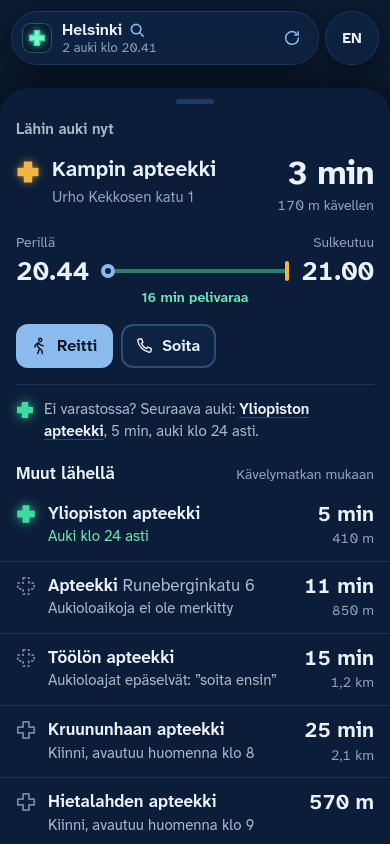 Helsinki
2 auki klo 20.41
EN
Lähin auki nyt
Kampin apteekki
3 min
Urho Kekkosen katu 1
170 m kävellen
Perillä
Sulkeutuu
20.44
21.00
16 min pelivaraa
Reitti
Soita
Ei varastossa? Seuraava auki: Yliopiston
apteekki, 5 min, auki klo 24 asti.
Muut lähellä
Kävelymatkan mukaan
Yliopiston apteekki
5 min
Auki klo 24 asti
410 m
Apteekki Runeberginkatu 6
11 min
Aukioloaikoja ei ole merkitty
850 m
Töölön apteekki
15 min
Aukioloajat epäselvät: ”soita ensin”
1,2 km
Kruununhaan apteekki
25 min
Kiinni, avautuu huomenna klo 8
2,1 km
Hietalahden apteekki
570 m
Kiinni, avautuu huomenna klo 9